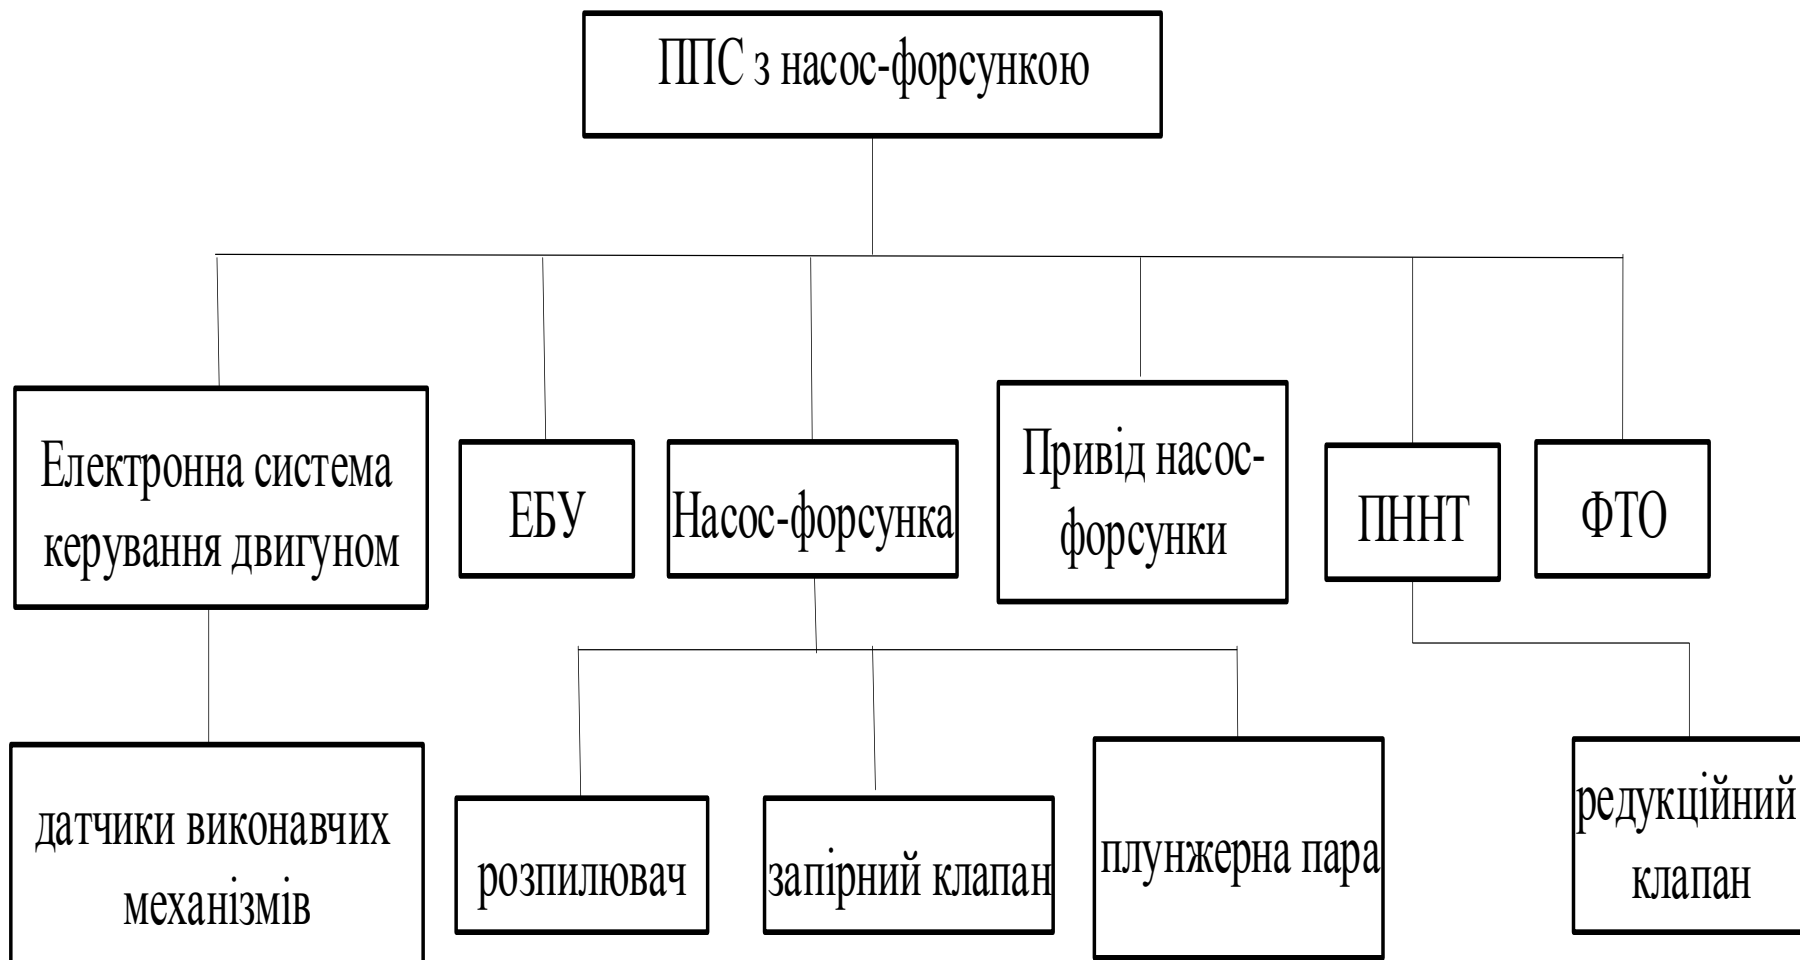 ППС з насос-форсункою
Електронна система
керування двигуном
ЕБУ
Насос-форсунка
Привід насос-
форсунки
ПННТ
ФТО
датчики виконавчих
механізмів
розпилювач
запірний клапан
плунжерна пара
редукційний
клапан